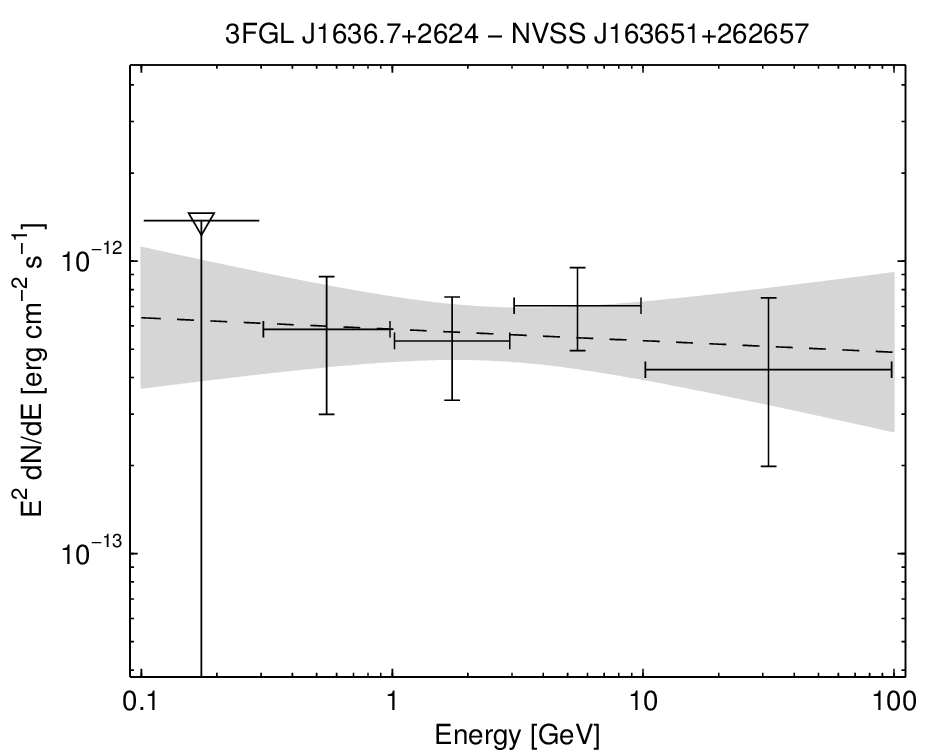 3FGL J1636.7+2624 − NVSS J163651+262657
E² dN/dE [erg cm⁻² s⁻¹]
10⁻¹²
10⁻¹³
0.1 1 10 100
Energy [GeV]